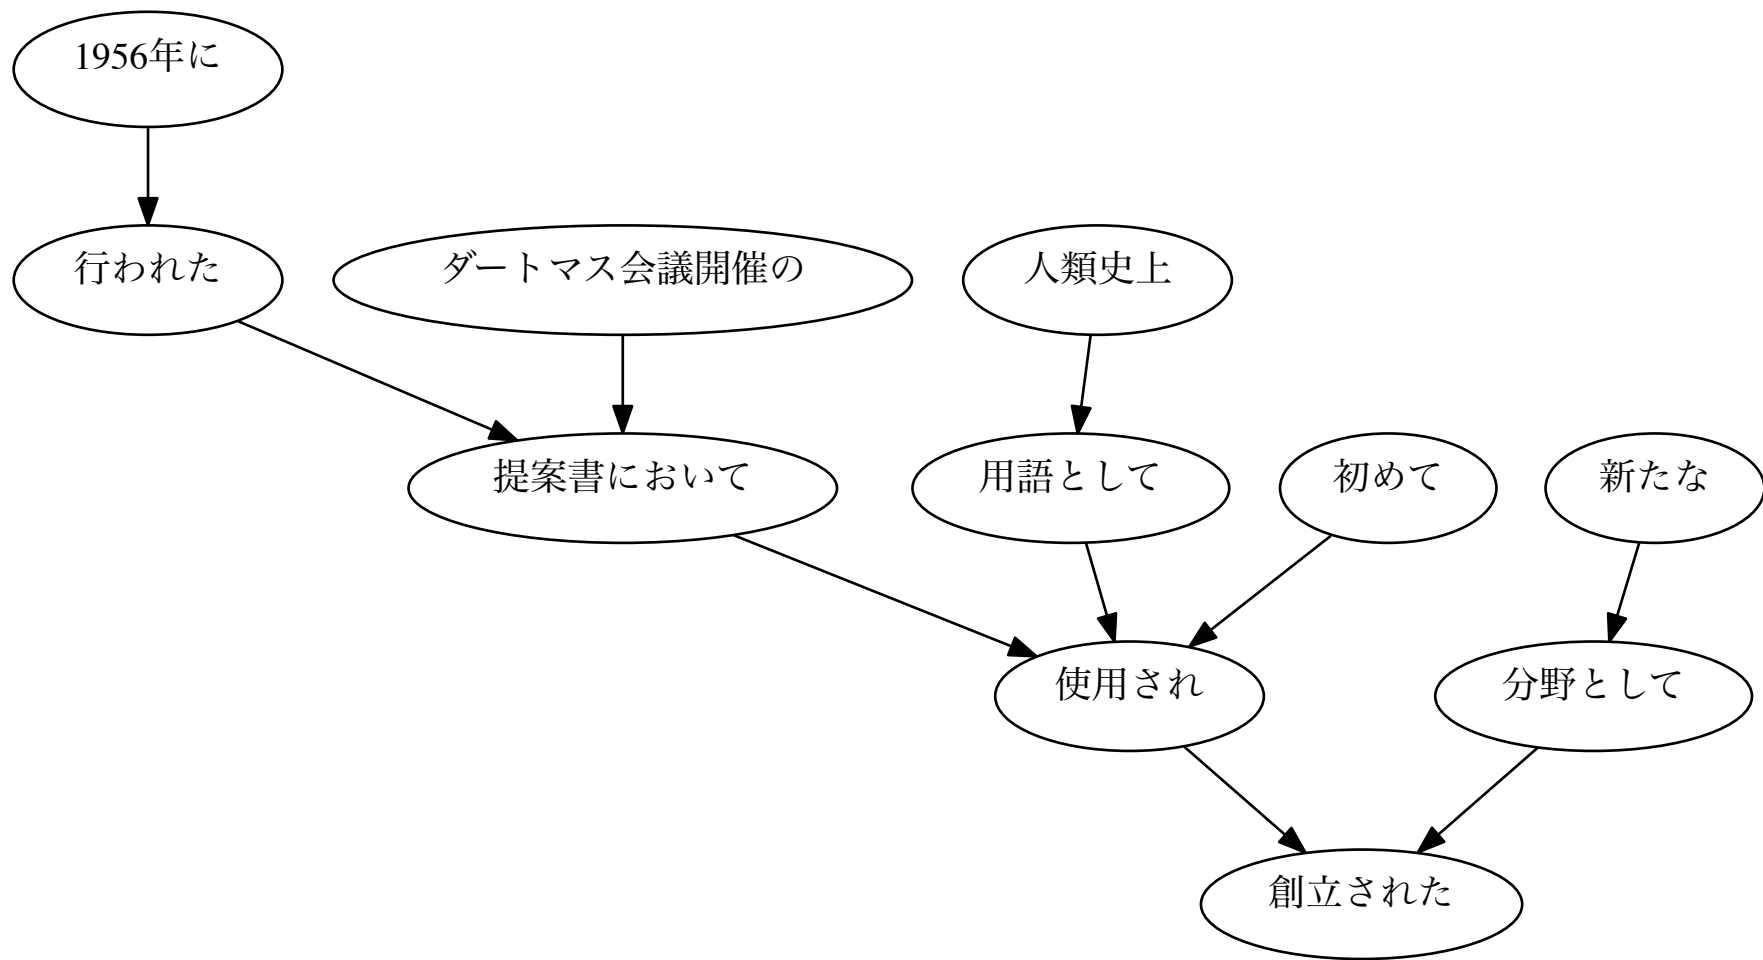 1956年に
行われた
ダートマス会議開催の
人類史上
提案書において
用語として
初めて
新たな
使用され
分野として
創立された